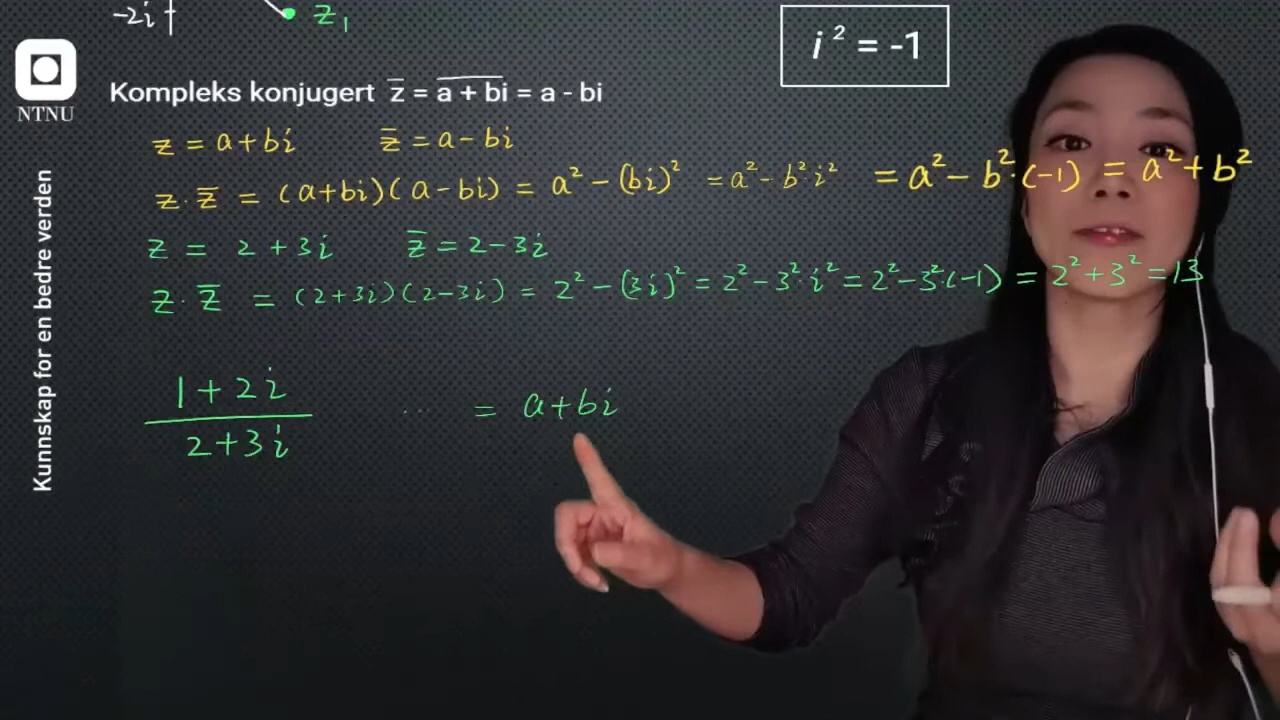 -2i
z₁
i² = -1
NTNU
Kunnskap for en bedre verden
Kompleks konjugert z̅ = a + bi̅ = a - bi
z = a+bi z̅ = a-bi
z·z̅ = (a+bi)(a-bi) = a²-(bi)² = a²-b²i² = a²-b²·(-1) = a²+b²
z = 2+3i z̅ = 2-3i
z·z̅ = (2+3i)(2-3i) = 2²-(3i)² = 2²-3²·i² = 2²-3²·(-1) = 2²+3² = 13
1+2i
2+3i
... = a+bi